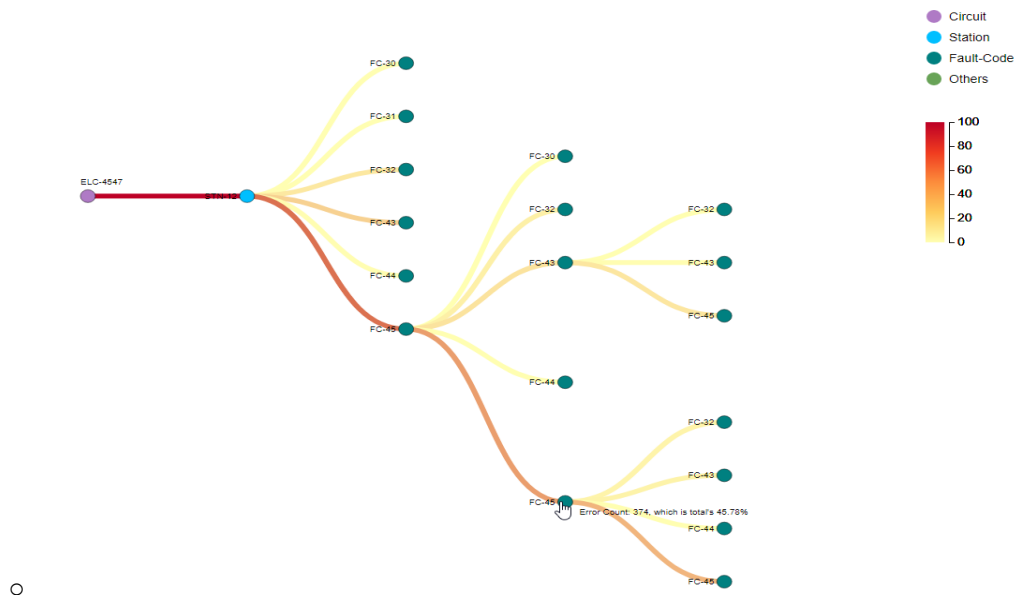 Circuit
Station
Fault-Code
Others
100
80
60
40
20
0
ELC-4547
STN-12
FC-30
FC-31
FC-32
FC-43
FC-44
FC-45
FC-30
FC-32
FC-43
FC-44
FC-45
Error Count: 374, which is total's 45.78%
FC-32
FC-43
FC-45
FC-32
FC-43
FC-44
FC-45